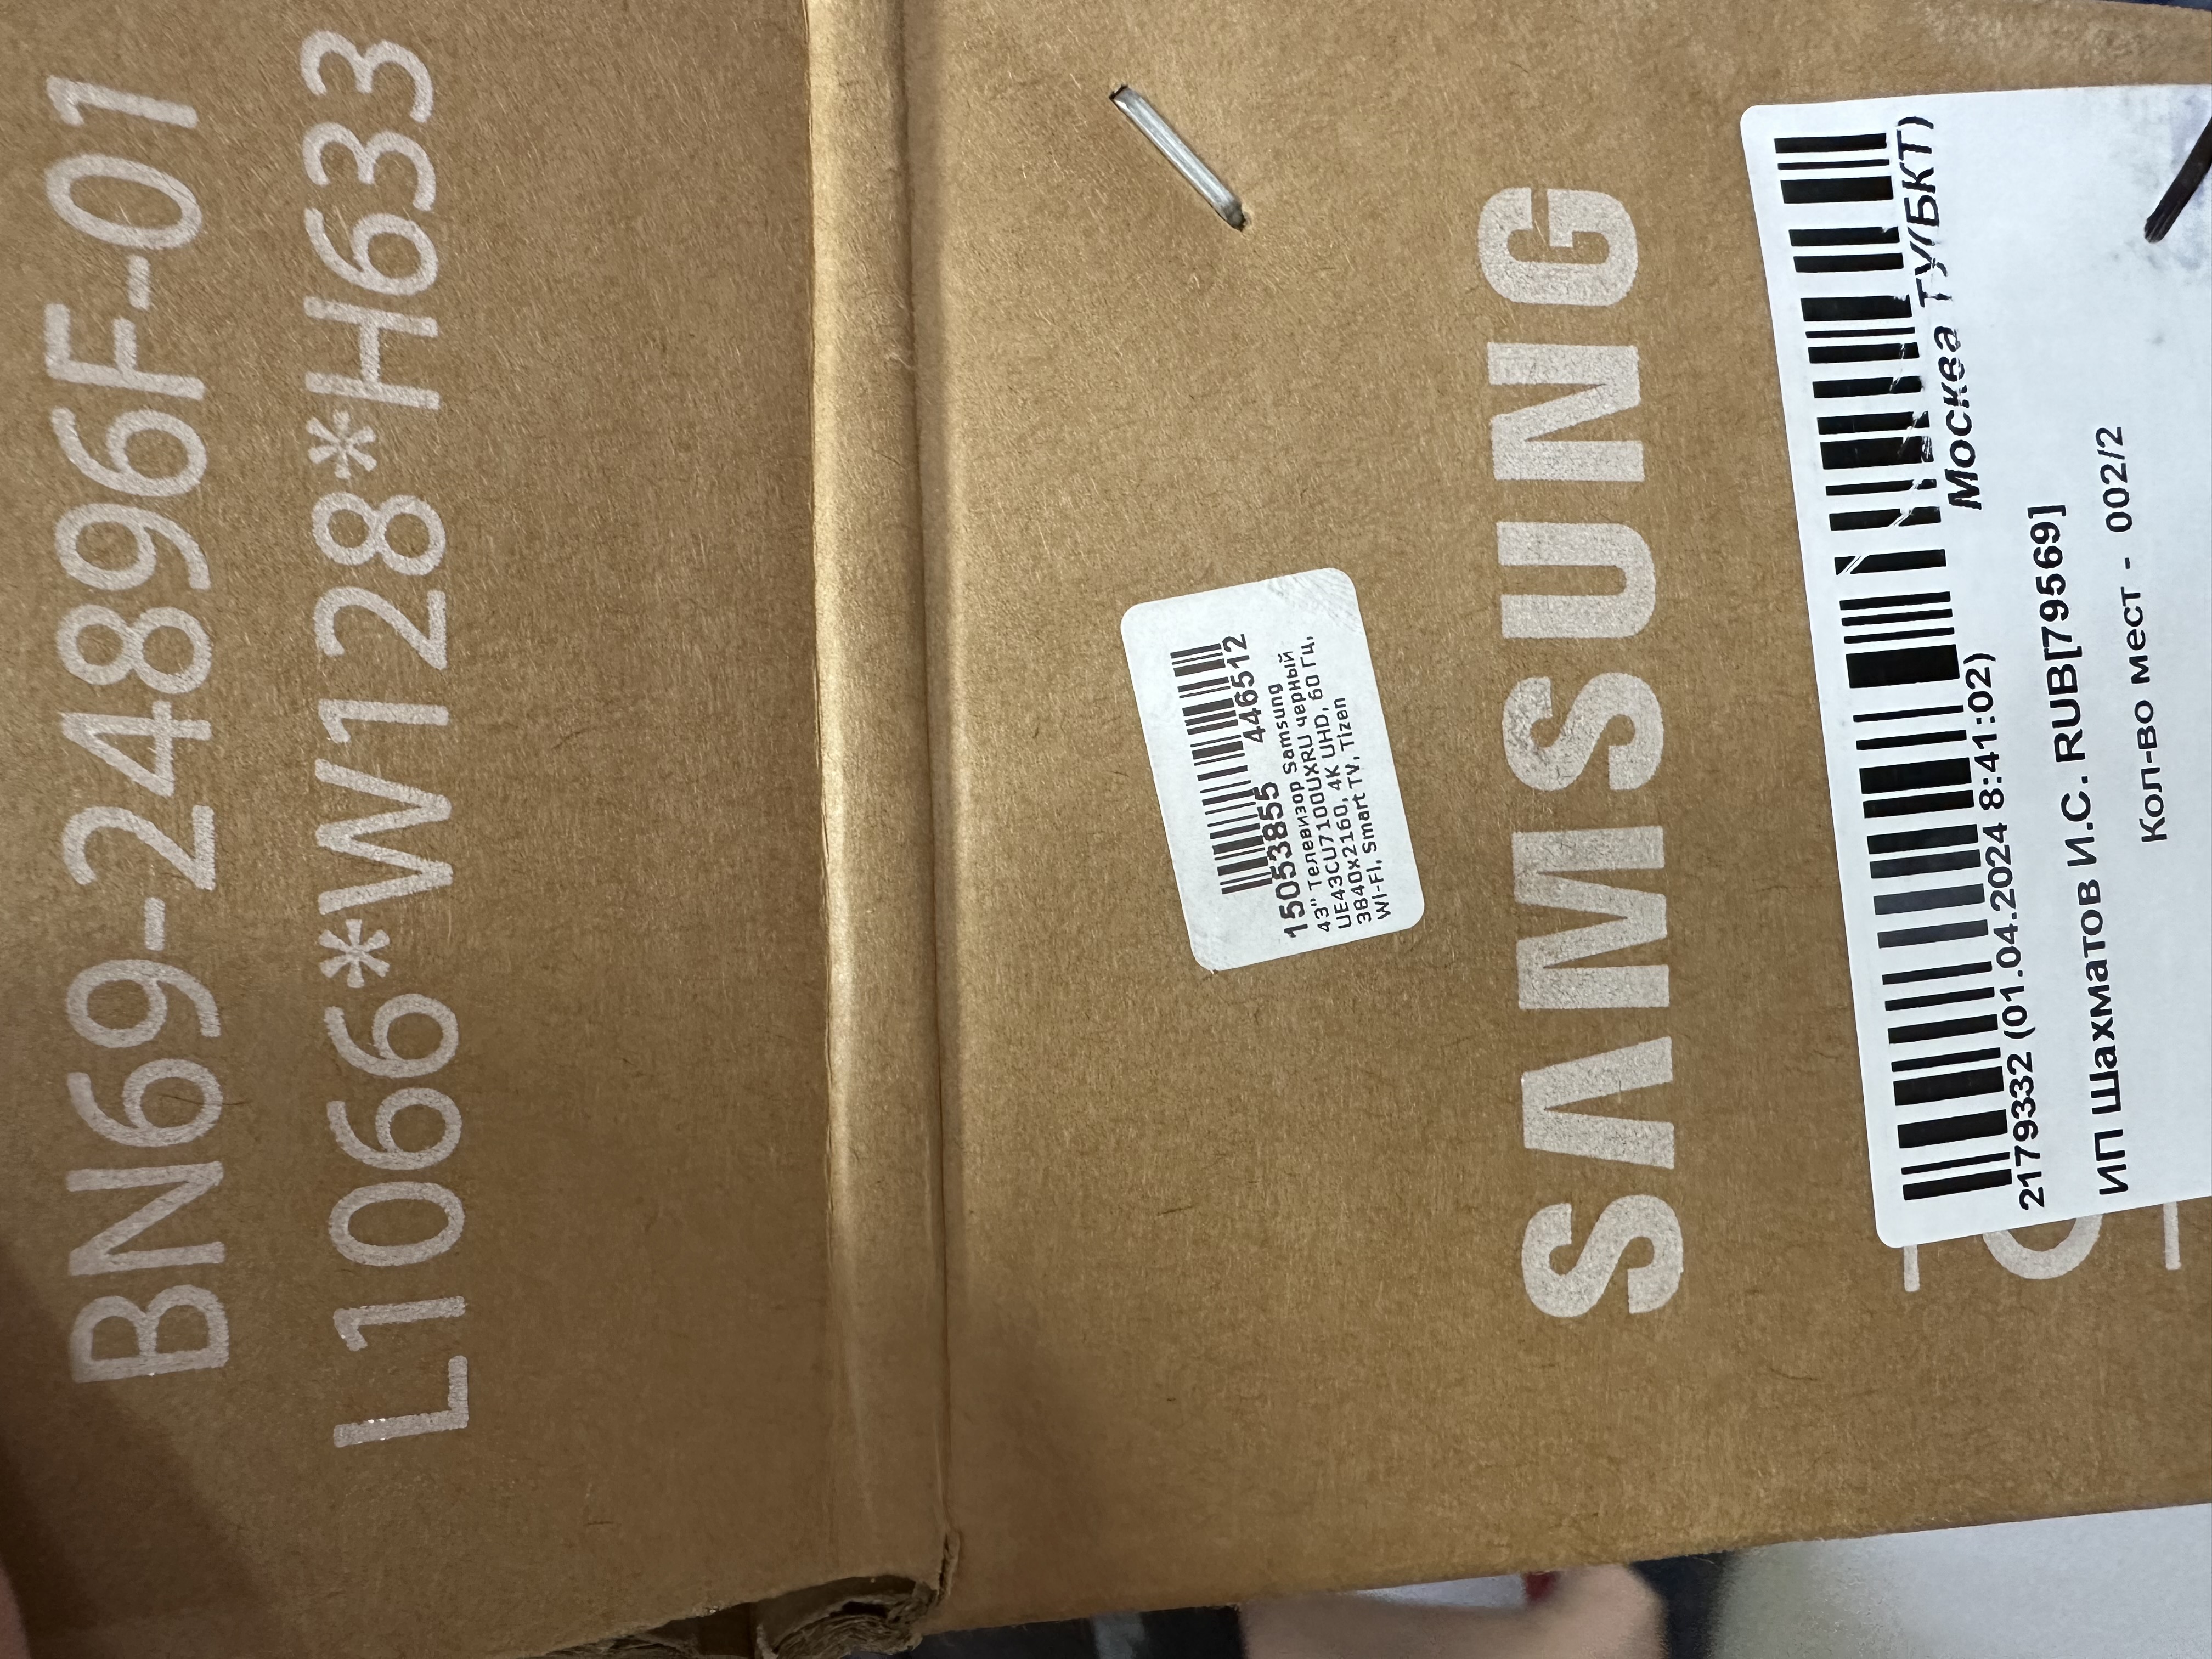 BN69-24896F-01
L1066*W128*H633
15053855 446512
43" Телевизор Samsung
UE43CU7100UXRU черный
3840x2160, 4K UHD, 60 Гц,
WI-FI, Smart TV, Tizen
SAMSUNG
Москва ТУ(БКТ)
2179332 (01.04.2024 8:41:02)
ИП Шахматов И.С. RUB[79569]
Кол-во мест - 002/2